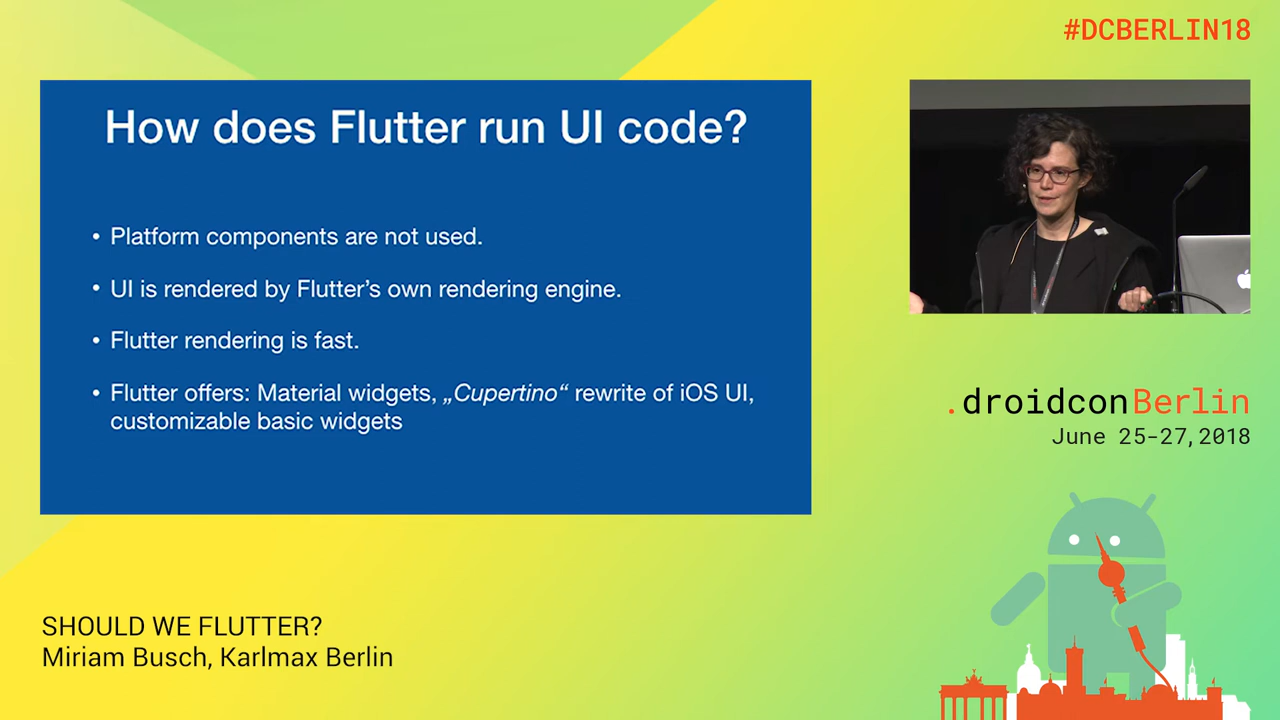 #DCBERLIN18
How does Flutter run UI code?
• Platform components are not used.
• UI is rendered by Flutter’s own rendering engine.
• Flutter rendering is fast.
• Flutter offers: Material widgets, „Cupertino“ rewrite of iOS UI,
customizable basic widgets
.droidconBerlin
June 25-27,2018
SHOULD WE FLUTTER?
Miriam Busch, Karlmax Berlin